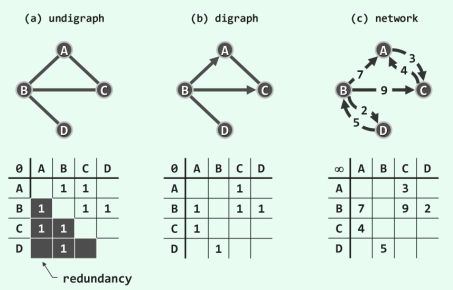 (a) undigraph (b) digraph (c) network
A A A
3
7 4
B C B C B 9 C
2
5
D D D
0 A B C D 0 A B C D ∞ A B C D
A 1 1 A 1 A 3
B 1 1 1 B 1 1 1 B 7 9 2
C 1 1 C 1 C 4
D 1 D 1 D 5
redundancy